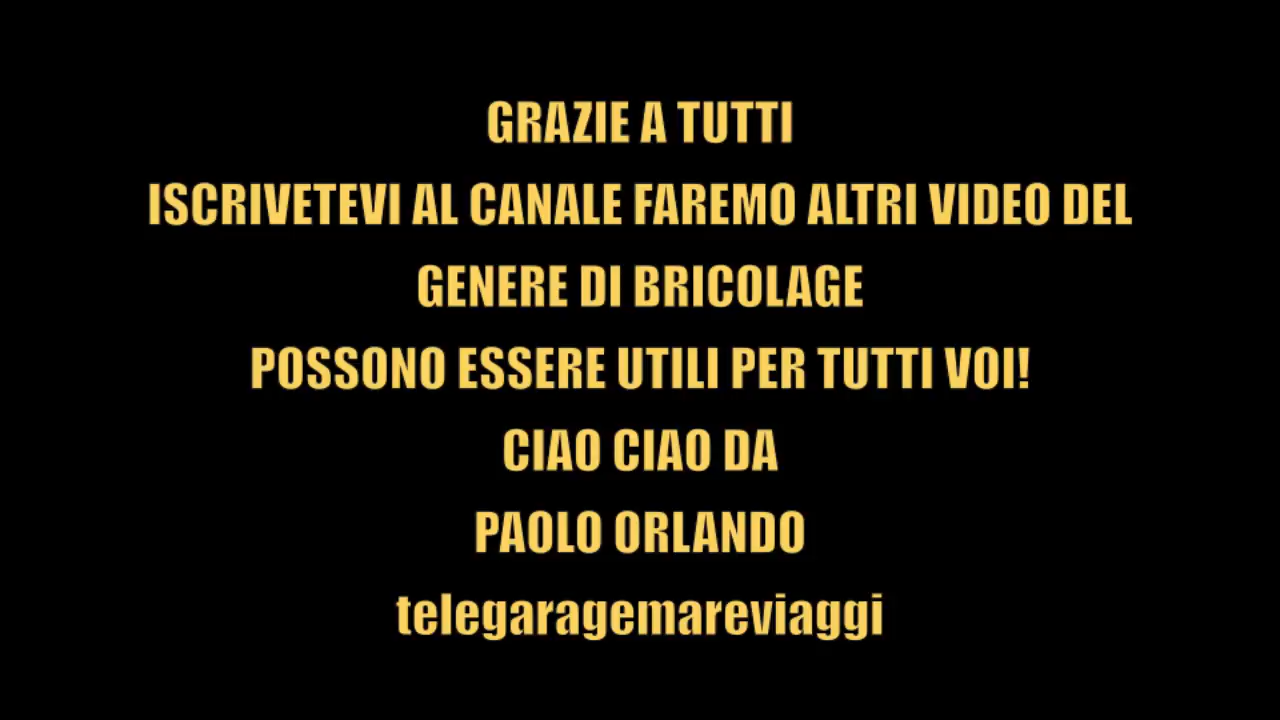 GRAZIE A TUTTI
ISCRIVETEVI AL CANALE FAREMO ALTRI VIDEO DEL
GENERE DI BRICOLAGE
POSSONO ESSERE UTILI PER TUTTI VOI!
CIAO CIAO DA
PAOLO ORLANDO
telegaragemareviaggi